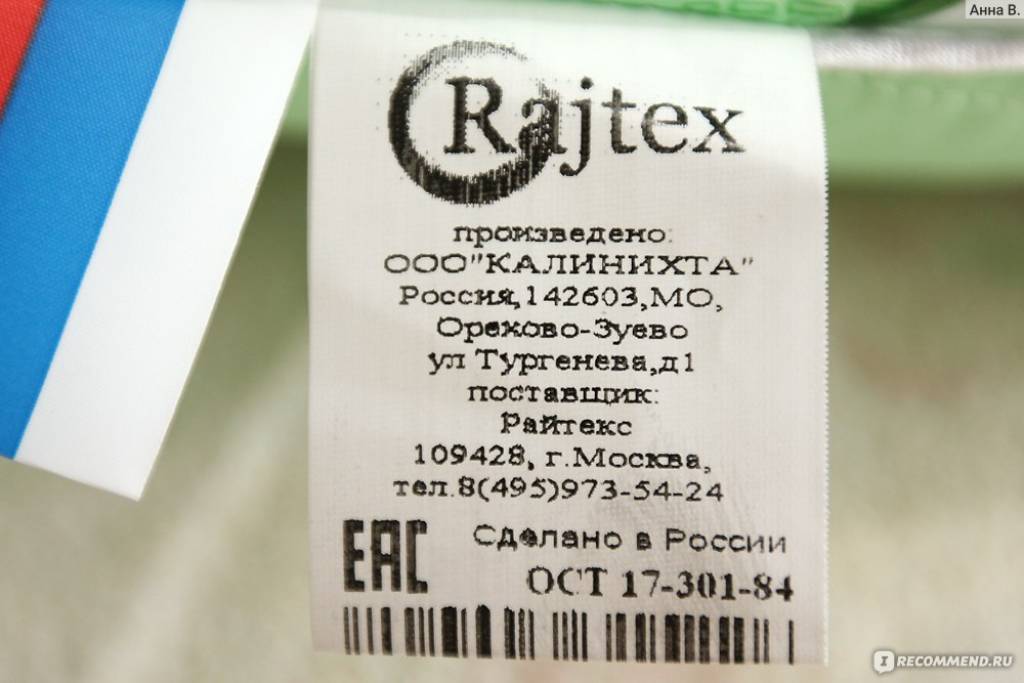 Анна В.
Rajtex
произведено:
ООО"КАЛИНИХТА"
Россия,142603,МО,
Орехово-Зуево
ул Тургенева,д1
поставщик:
Райтекс
109428, г.Москва,
тел.8(495)973-54-24
EAC
Сделано в России
ОСТ 17-301-84
IRECOMMEND.RU